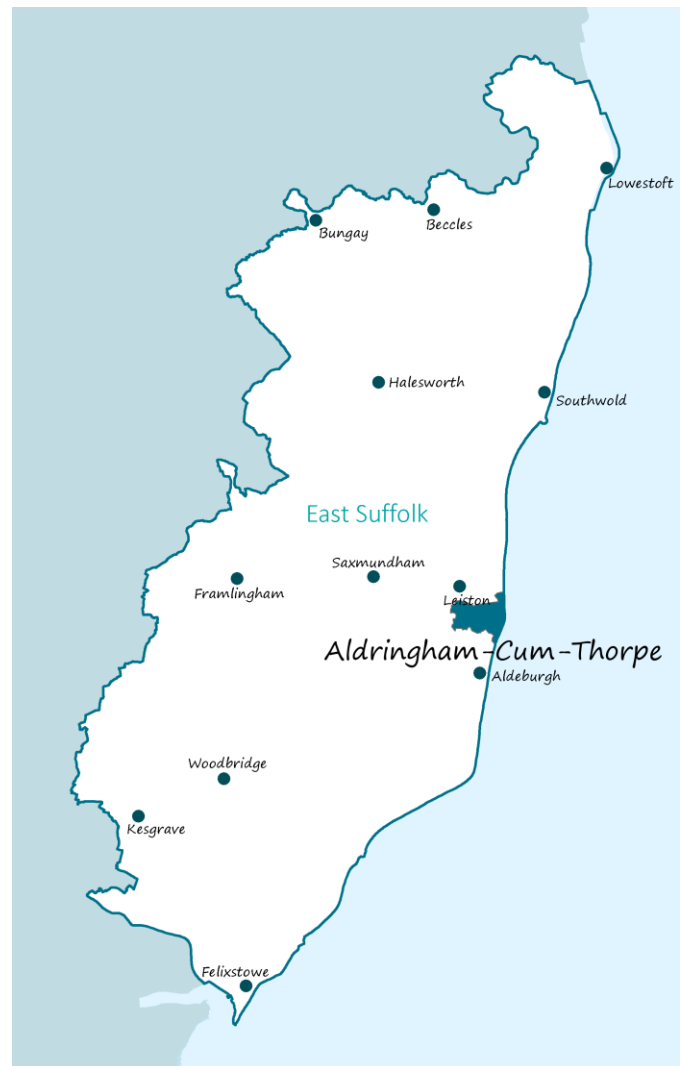 Lowestoft
Beccles
Bungay
Halesworth
Southwold
East Suffolk
Saxmundham
Framlingham
Leiston
Aldringham-Cum-Thorpe
Aldeburgh
Woodbridge
Kesgrave
Felixstowe